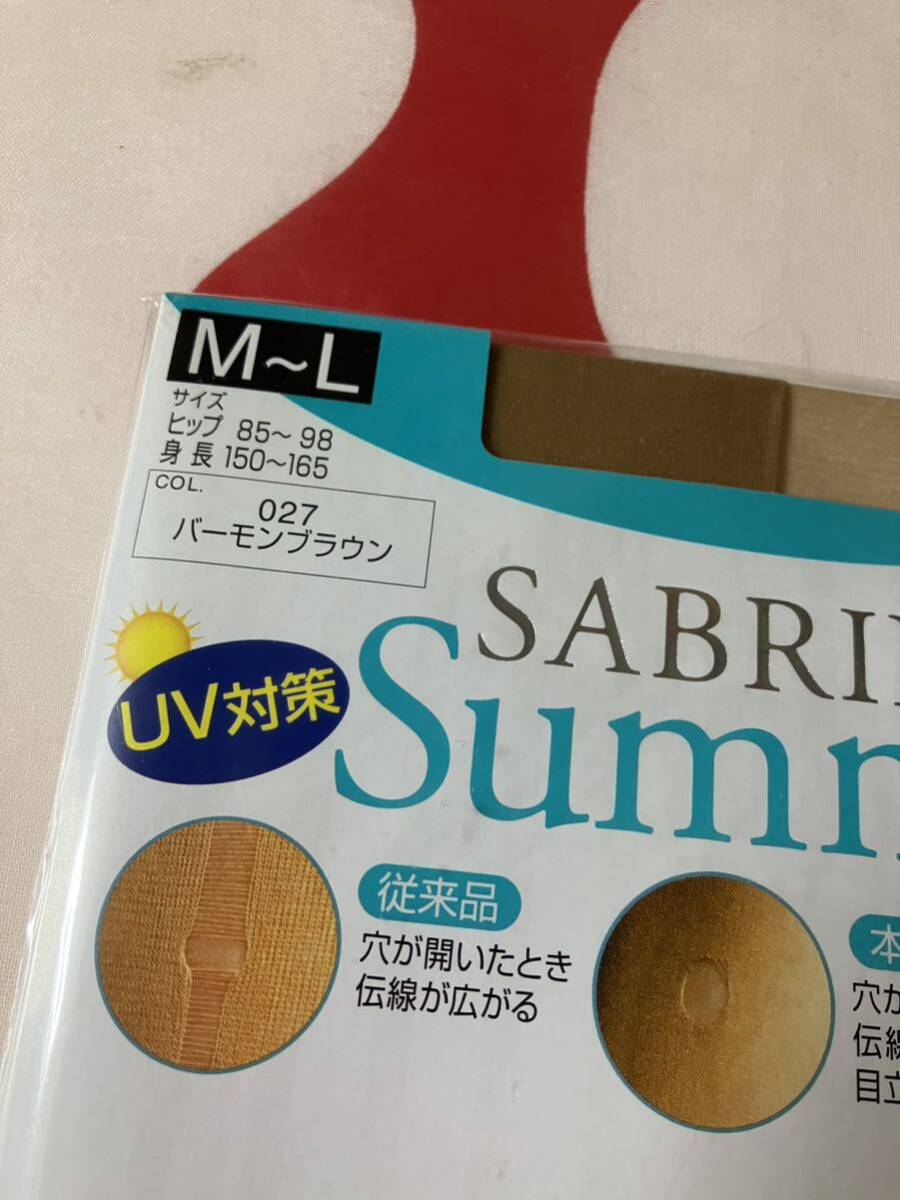 M~L
サイズ
ヒップ 85~98
身長 150~165
COL.
027
バーモンブラウン
SABRI
UV対策
Sum
従来品
穴が開いたとき
伝線が広がる
本
穴が
伝線
目立